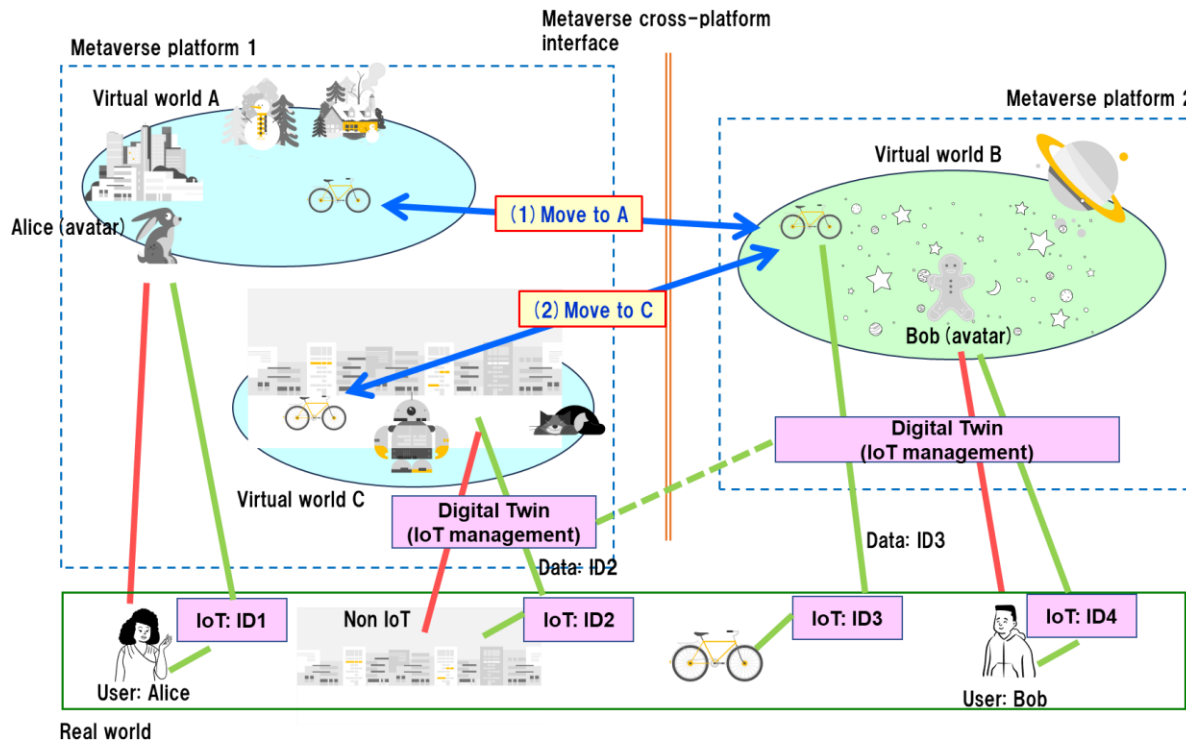 Metaverse cross-platform
interface
Metaverse platform 1
Virtual world A
Metaverse platform 2
Virtual world B
(1) Move to A
Alice (avatar)
(2) Move to C
Bob (avatar)
Digital Twin
(IoT management)
Virtual world C
Digital Twin
(IoT management)
Data: ID3
Data: ID2
IoT: ID1
Non IoT
IoT: ID2
IoT: ID3
IoT: ID4
User: Alice
User: Bob
Real world